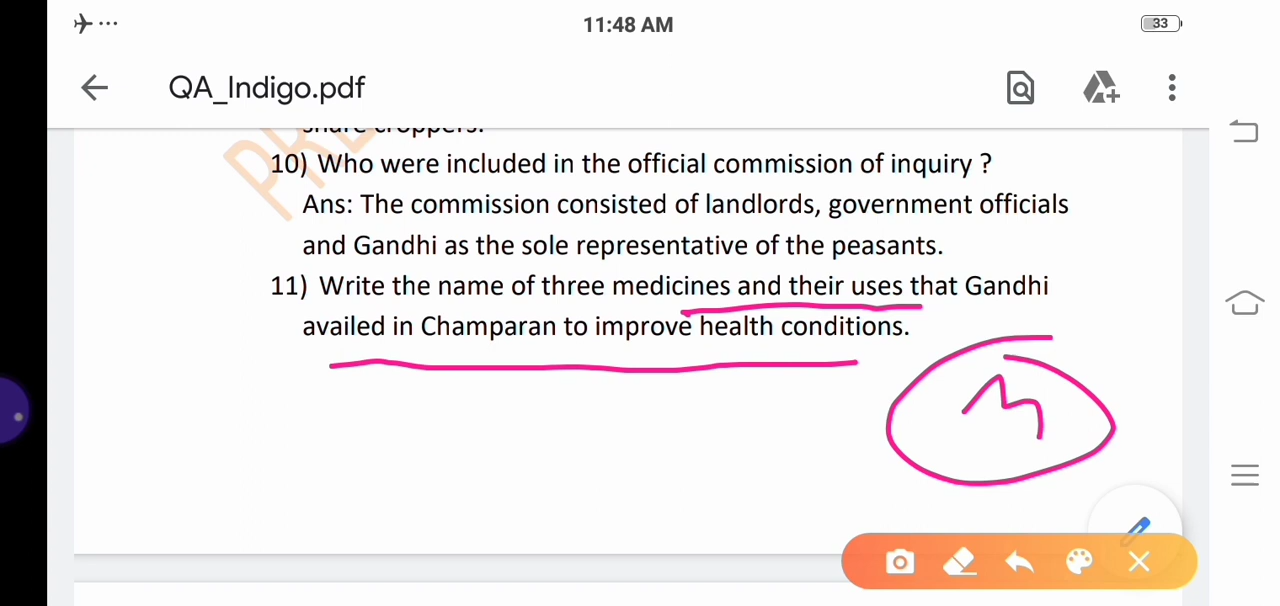 11:48 AM
33
QA_Indigo.pdf
share croppers.
10) Who were included in the official commission of inquiry ?
Ans: The commission consisted of landlords, government officials
and Gandhi as the sole representative of the peasants.
11) Write the name of three medicines and their uses that Gandhi
availed in Champaran to improve health conditions.